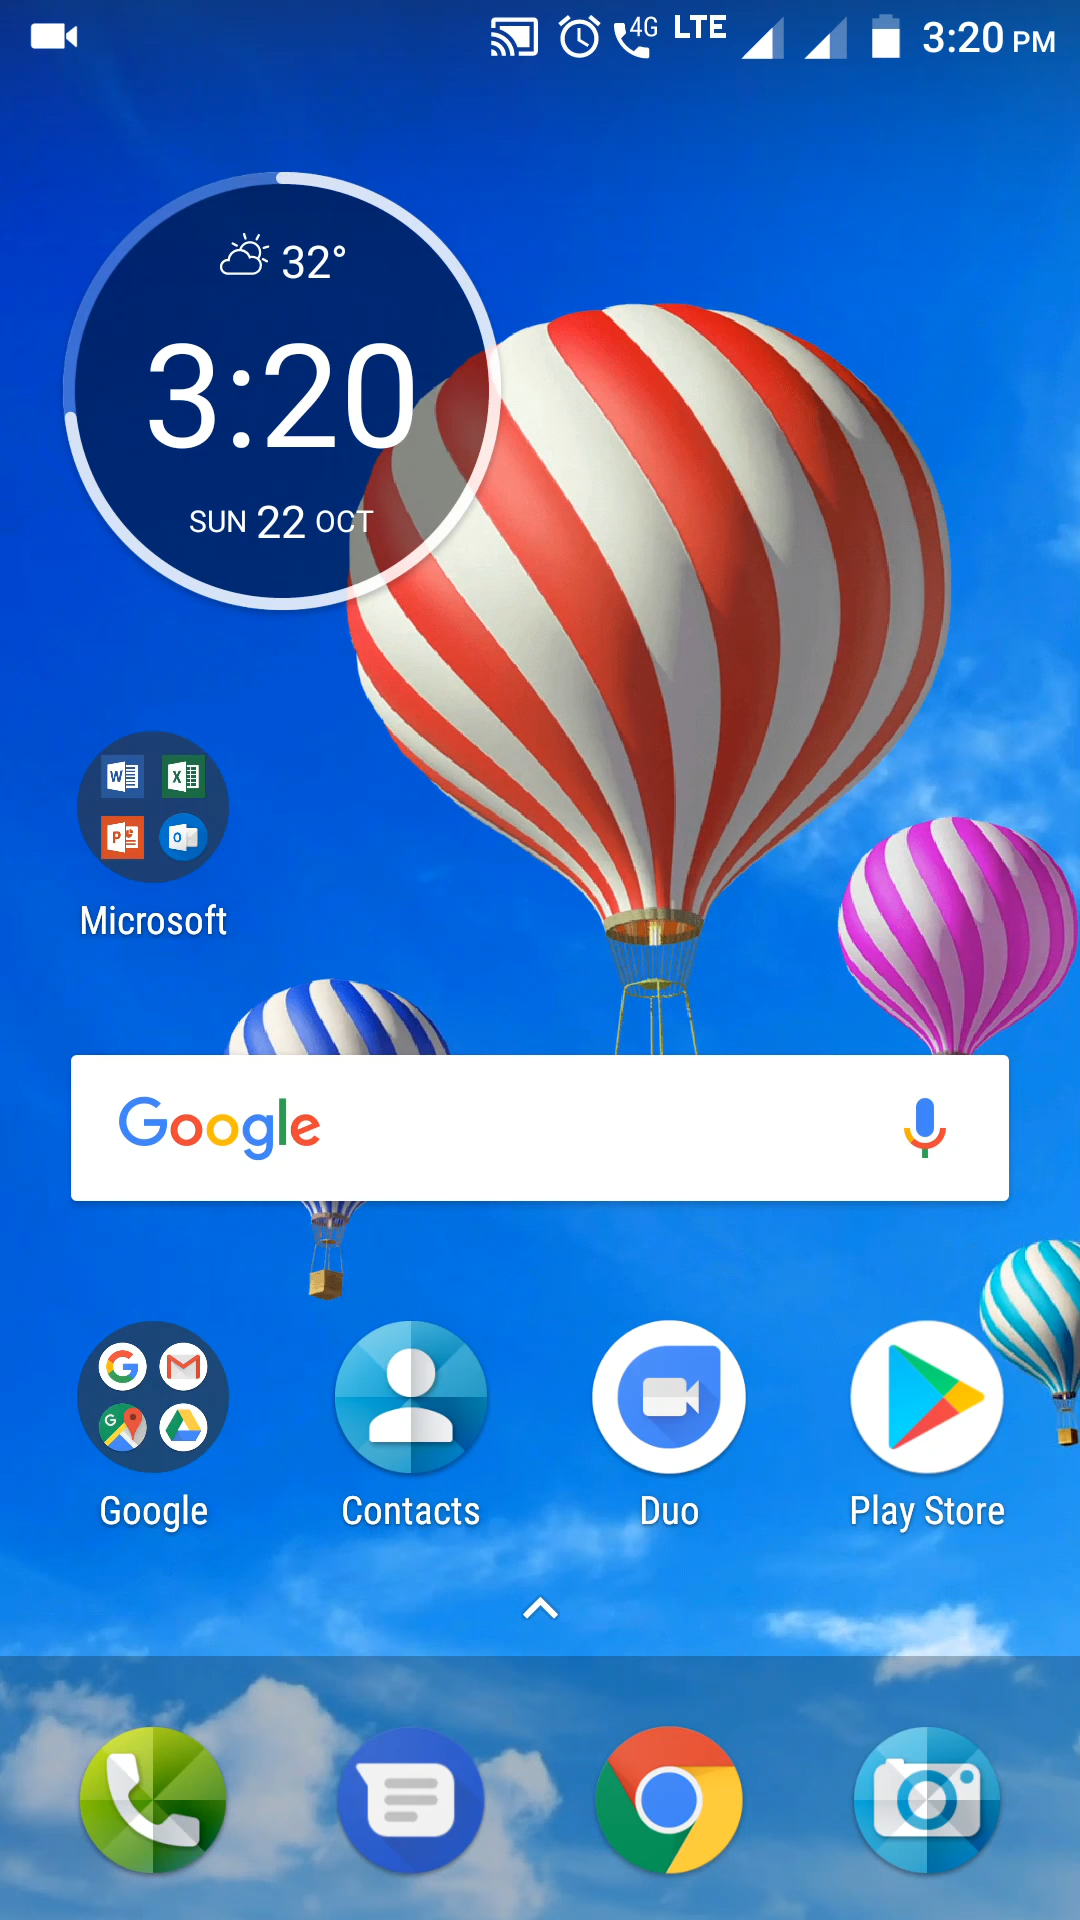 4G LTE 3:20 PM
32°
3:20
SUN 22 OCT
W X
P O
Microsoft
Google
G
G
Google Contacts Duo Play Store